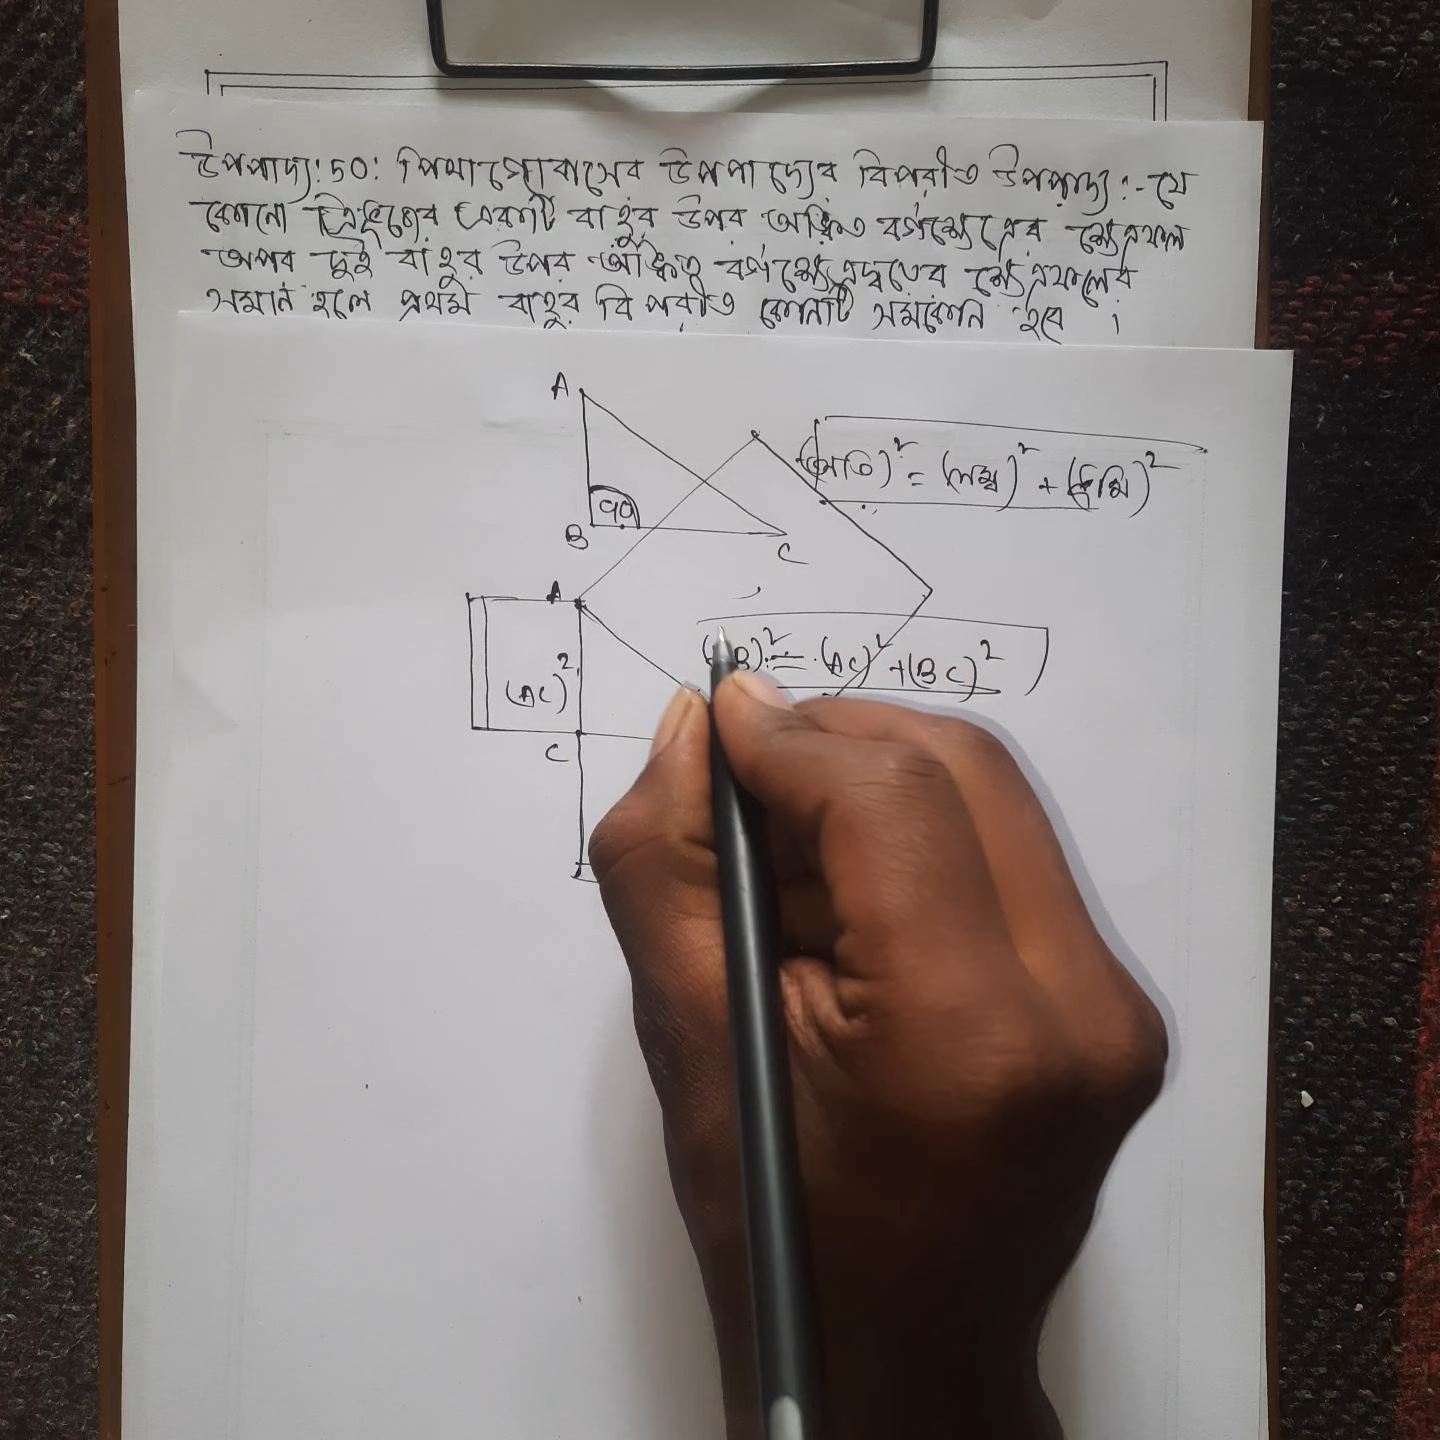 উপপাদ্য: 50: পিথাগোরাসের উপপাদ্যের বিপরীত উপপাদ্য:- যে
কোনো ত্রিভুজের একটি বাহুর উপর অঙ্কিত বর্গক্ষেত্রের ক্ষেত্রফল
অপর দুই বাহুর উপর অঙ্কিত বর্গক্ষেত্রদ্বয়ের ক্ষেত্রফলের
সমান হলে প্রথম বাহুর বিপরীত কোনটি সমকোন হবে ।
A
(অতি)² = (লম্ব)² + (ভূমি)²
90
B
C
A
B)² = (AC)² + (BC)²
(AC)²
C